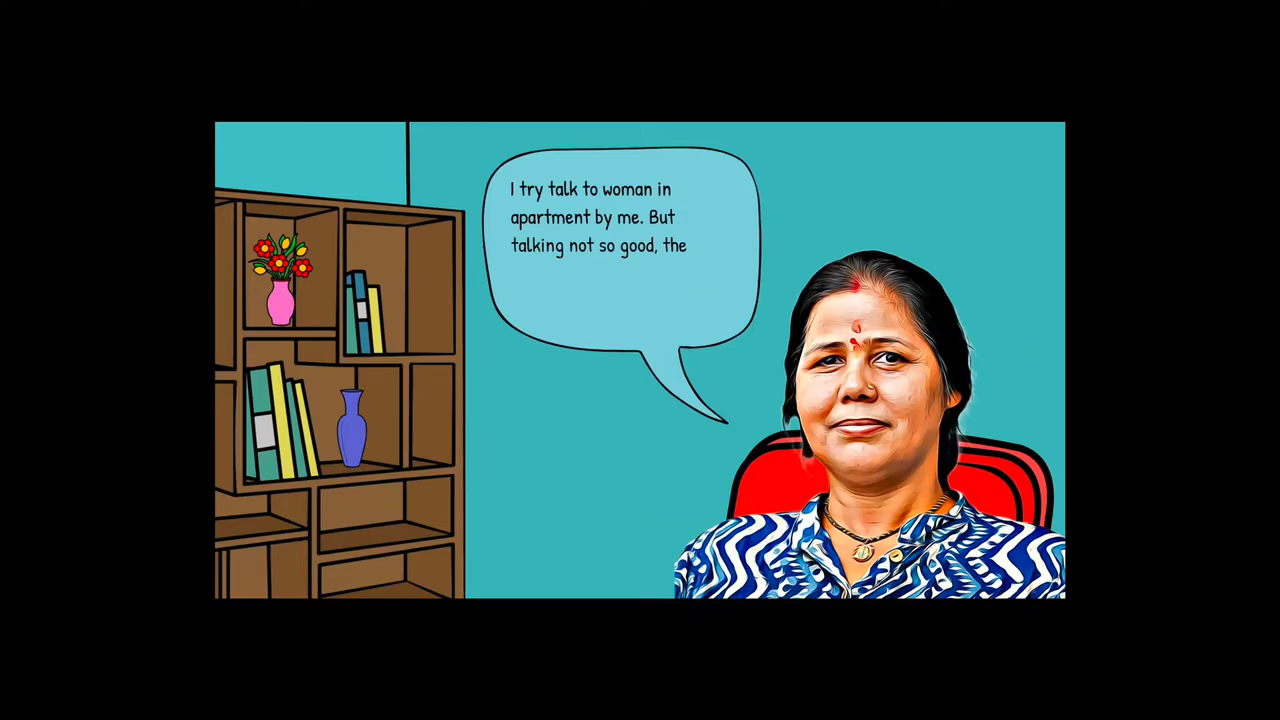 I try talk to woman in
apartment by me. But
talking not so good, the